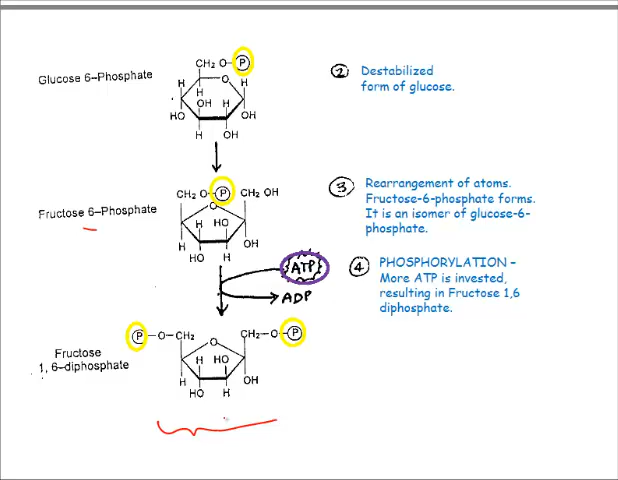 CH₂ O–Ⓟ
Glucose 6–Phosphate
H O H
H
OH H
HO OH
H OH
② Destabilized
form of glucose.
CH₂ O–Ⓟ CH₂ OH
Fructose 6–Phosphate
O
H HO
H OH
HO H
③ Rearrangement of atoms.
Fructose-6-phosphate forms.
It is an isomer of glucose-6-
phosphate.
ATP
ADP
④ PHOSPHORYLATION –
More ATP is invested,
resulting in Fructose 1,6
diphosphate.
Ⓟ–O–CH₂ CH₂–O–Ⓟ
Fructose
1, 6–diphosphate
O
H HO
H OH
HO H